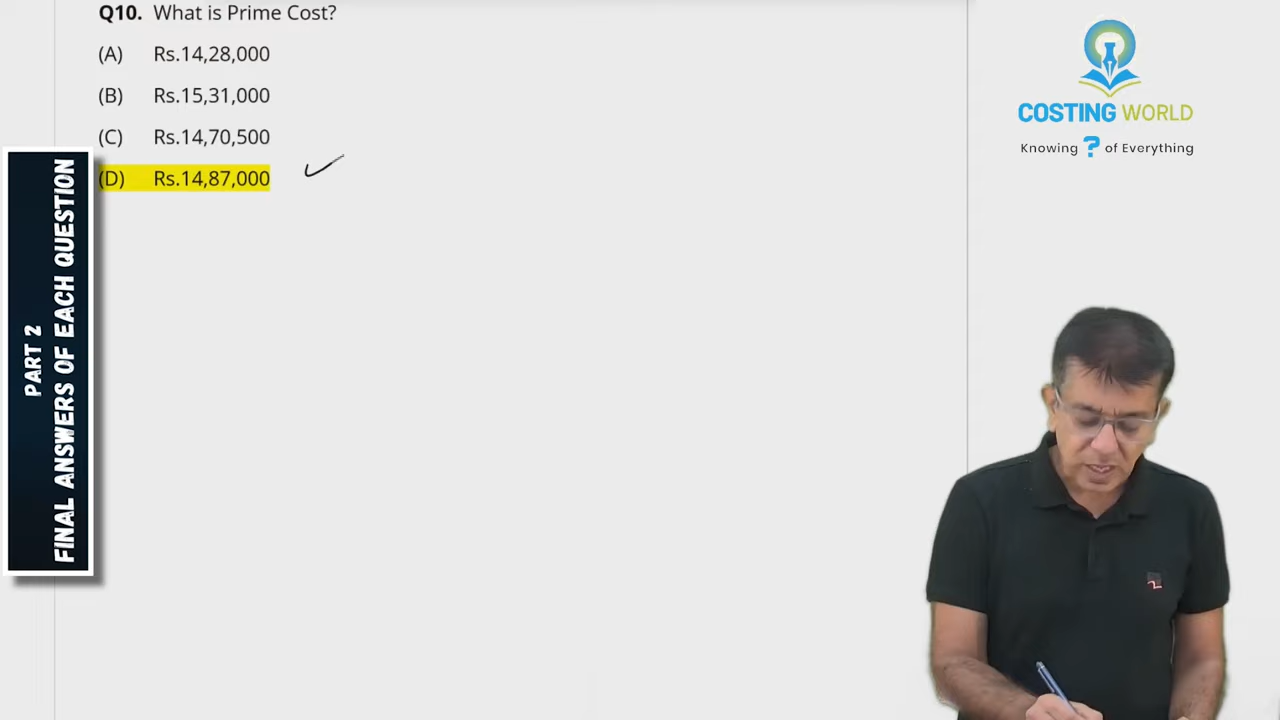 Q10. What is Prime Cost?
(A) Rs.14,28,000
(B) Rs.15,31,000
(C) Rs.14,70,500
(D) Rs.14,87,000
PART 2
FINAL ANSWERS OF EACH QUESTION
COSTING WORLD
Knowing ? of Everything